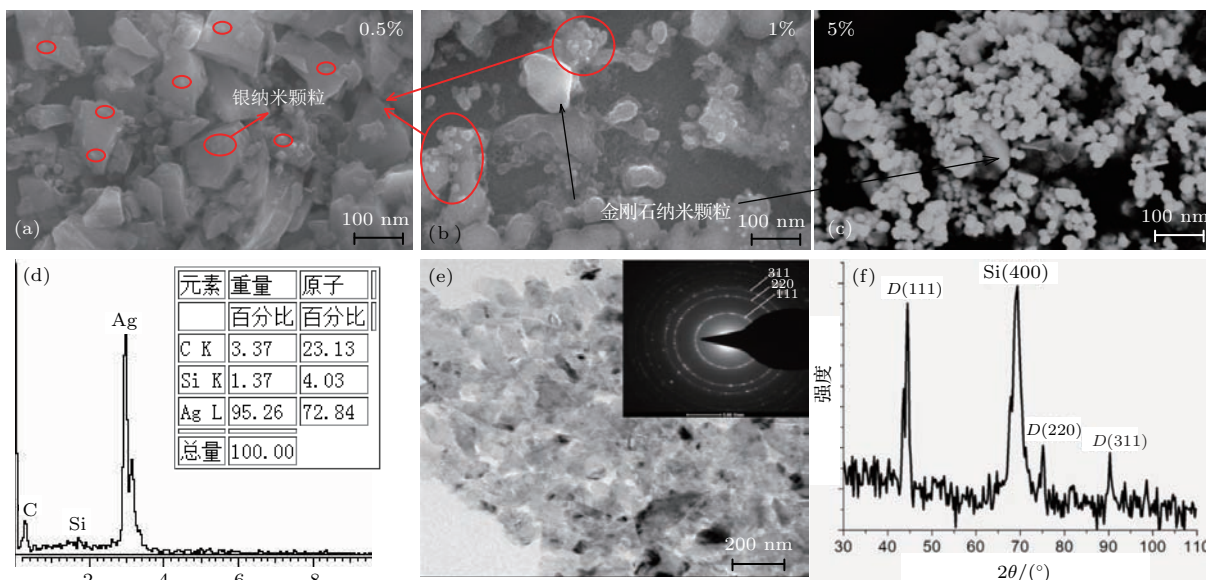 0.5%
银纳米颗粒
(a)
100 nm
1%
金刚石纳米颗粒
(b)
100 nm
5%
(c)
100 nm
(d)
Ag
C
Si
元素 重量 原子
百分比 百分比
C K 3.37 23.13
Si K 1.37 4.03
Ag L 95.26 72.84
总量 100.00
2 4 6 8
(e)
311
220
111
200 nm
(f)
Si(400)
D(111)
D(220)
D(311)
强度
30 40 50 60 70 80 90 100 110
2θ/(°)